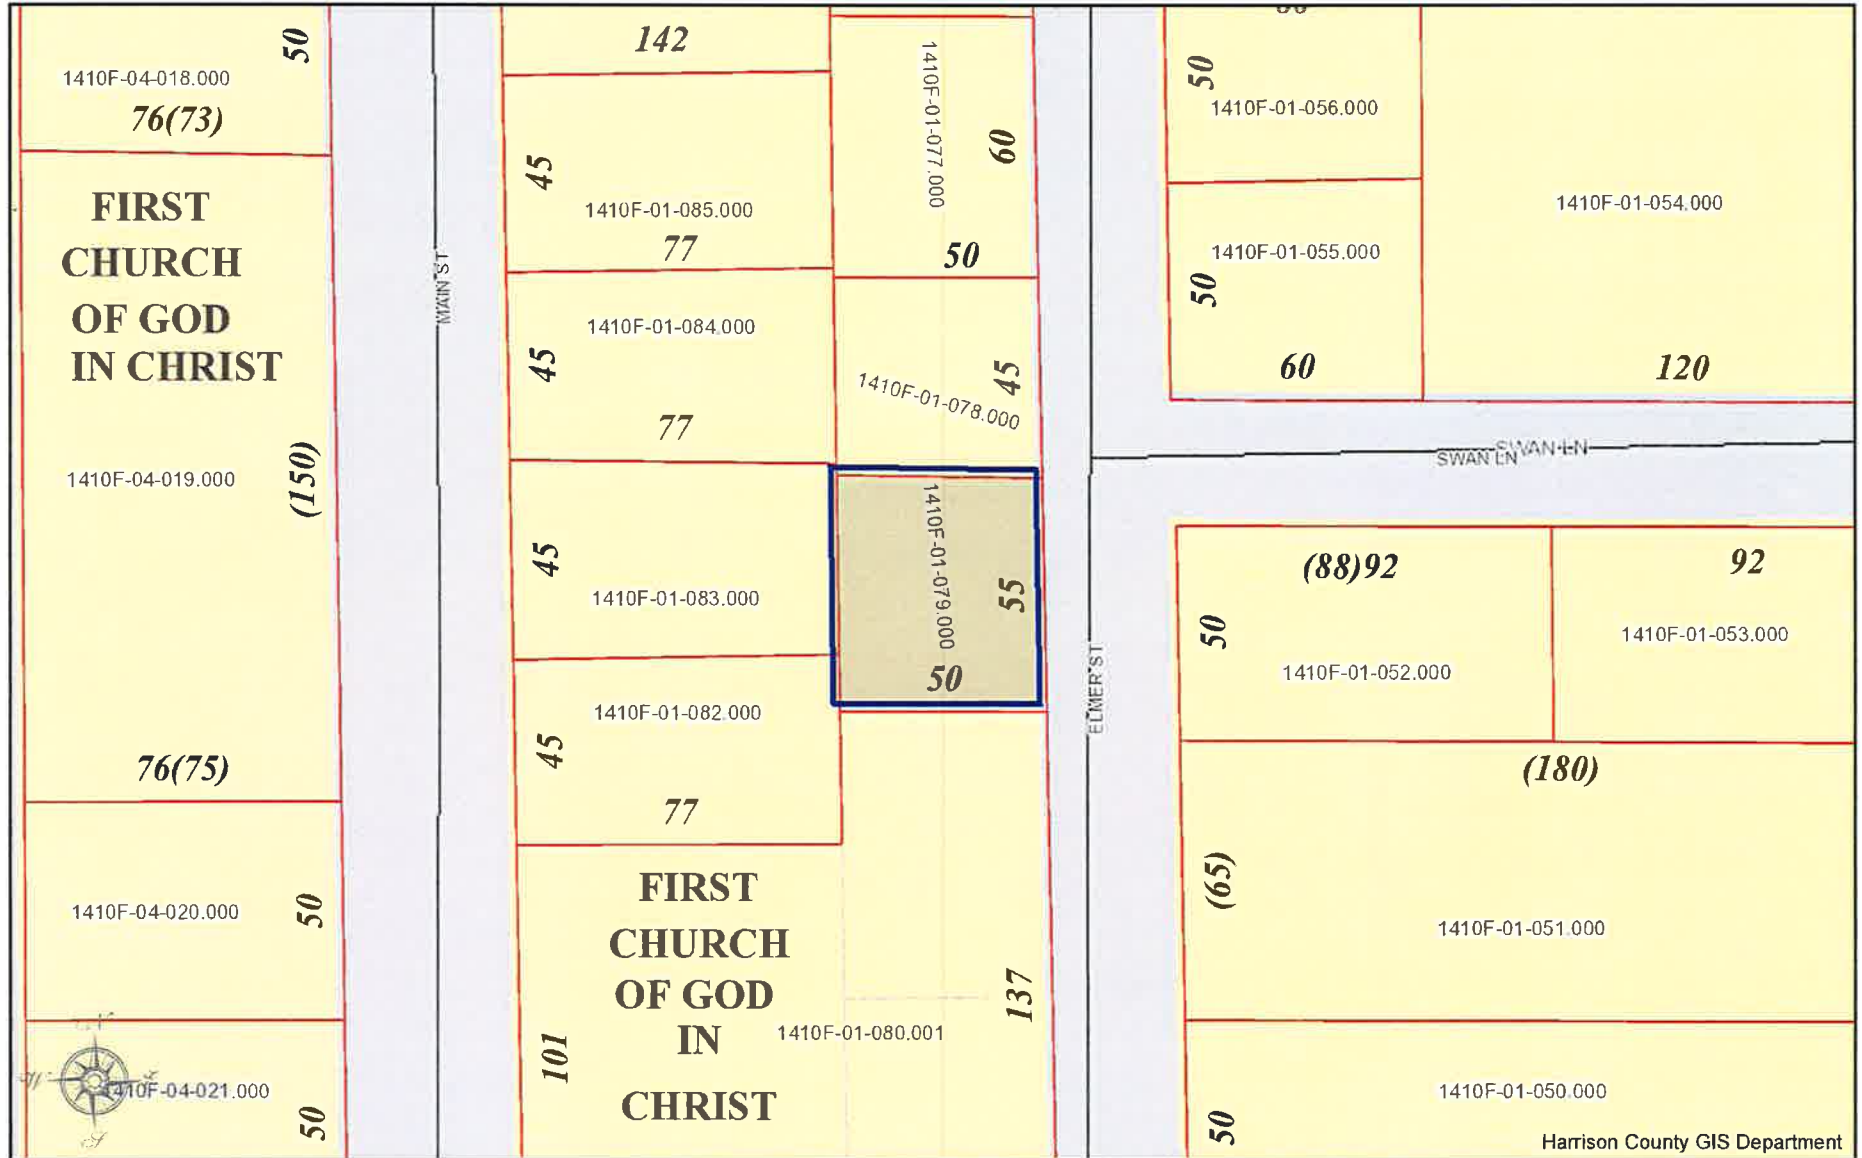 1410F-04-018.000
50
76(73)
FIRST
CHURCH
OF GOD
IN CHRIST
1410F-04-019.000
(150)
76(75)
1410F-04-020.000
50
1410F-04-021.000
50
S
MAIN ST
142
45
1410F-01-085.000
77
1410F-01-084.000
45
77
45
1410F-01-083.000
1410F-01-082.000
45
77
FIRST
CHURCH
OF GOD
IN
CHRIST
1410F-01-080.001
101
137
1410F-01-077.000
60
50
1410F-01-078.000
45
1410F-01-079.000
55
50
ELMER ST
50
1410F-01-056.000
1410F-01-055.000
50
60
1410F-01-054.000
120
SWAN LN
SWAN LN
(88)92
50
1410F-01-052.000
92
1410F-01-053.000
(180)
(65)
1410F-01-051.000
1410F-01-050.000
50
Harrison County GIS Department